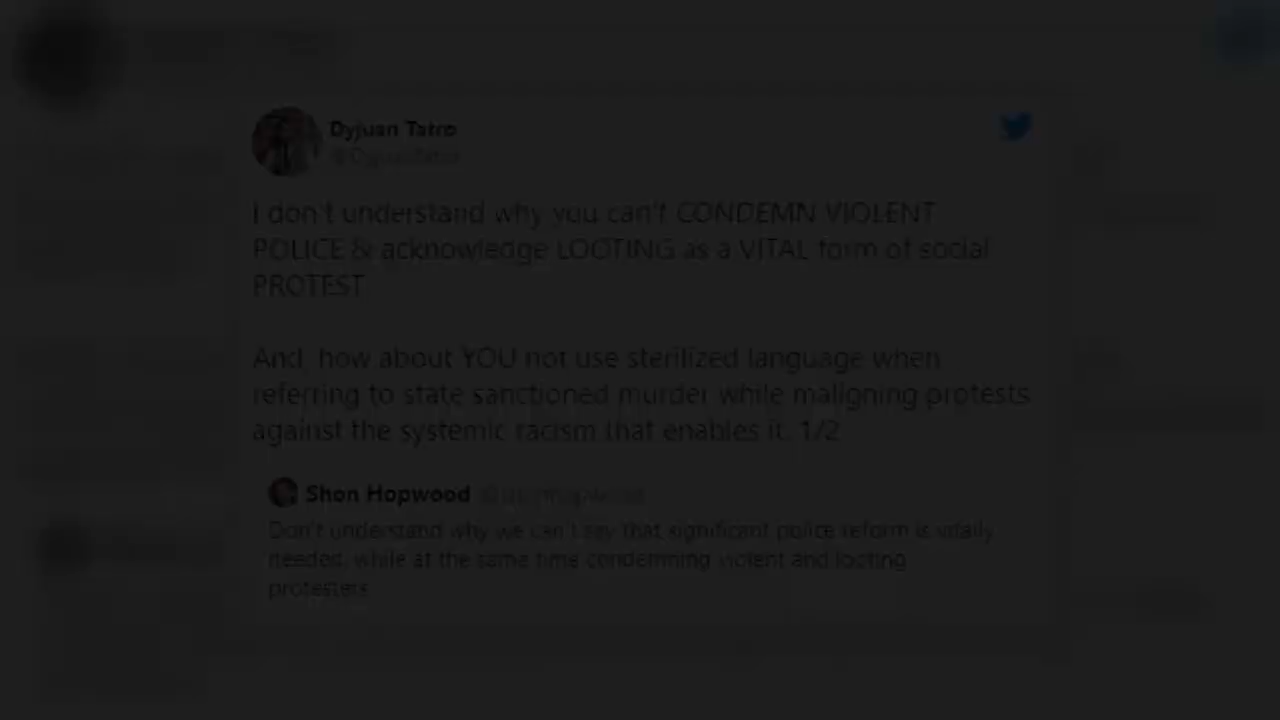 Dyjuan Tatro
@DyjuanTatro
I don't understand why you can't CONDEMN VIOLENT
POLICE & acknowledge LOOTING as a VITAL form of social
PROTEST
And, how about YOU not use sterilized language when
referring to state sanctioned murder while maligning protests
against the systemic racism that enables it. 1/2
Shon Hopwood
Don't understand why we can't say that significant police reform is vitally
needed, while at the same time condemning violent and looting
protesters